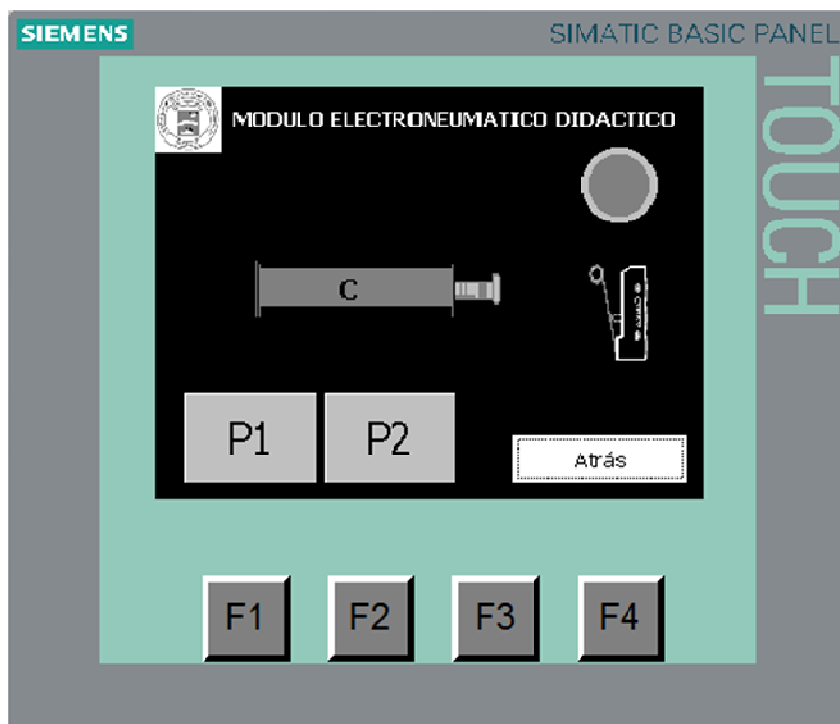 SIEMENS
SIMATIC BASIC PANEL
TOUCH
MODULO ELECTRONEUMATICO DIDACTICO
C
P1
P2
Atrás
F1
F2
F3
F4